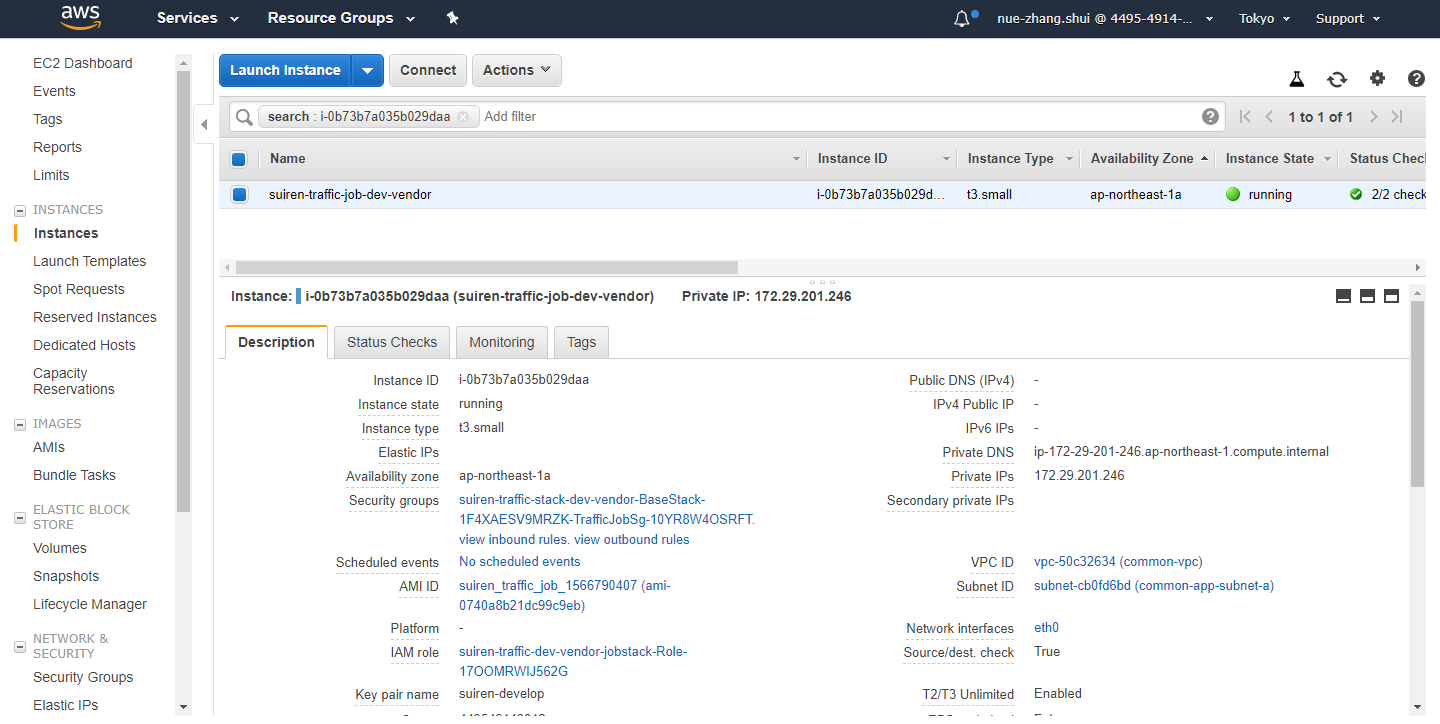 aws Services Resource Groups nue-zhang.shui @ 4495-4914-... Tokyo Support
EC2 Dashboard
Events
Tags
Reports
Limits
INSTANCES
Instances
Launch Templates
Spot Requests
Reserved Instances
Dedicated Hosts
Capacity
Reservations
IMAGES
AMIs
Bundle Tasks
ELASTIC BLOCK
STORE
Volumes
Snapshots
Lifecycle Manager
NETWORK &
SECURITY
Security Groups
Elastic IPs
Launch Instance Connect Actions
search : i-0b73b7a035b029daa Add filter 1 to 1 of 1
Name Instance ID Instance Type Availability Zone Instance State Status Chec
suiren-traffic-job-dev-vendor i-0b73b7a035b029d... t3.small ap-northeast-1a running 2/2 check
Instance: i-0b73b7a035b029daa (suiren-traffic-job-dev-vendor) Private IP: 172.29.201.246
Description Status Checks Monitoring Tags
Instance ID i-0b73b7a035b029daa
Instance state running
Instance type t3.small
Elastic IPs
Availability zone ap-northeast-1a
Security groups suiren-traffic-stack-dev-vendor-BaseStack-
1F4XAESV9MRZK-TrafficJobSg-10YR8W4OSRFT.
view inbound rules. view outbound rules
Scheduled events No scheduled events
AMI ID suiren_traffic_job_1566790407 (ami-
0740a8b21dc99c9eb)
Platform -
IAM role suiren-traffic-dev-vendor-jobstack-Role-
17OOMRWIJ562G
Key pair name suiren-develop
Public DNS (IPv4) -
IPv4 Public IP -
IPv6 IPs -
Private DNS ip-172-29-201-246.ap-northeast-1.compute.internal
Private IPs 172.29.201.246
Secondary private IPs
VPC ID vpc-50c32634 (common-vpc)
Subnet ID subnet-cb0fd6bd (common-app-subnet-a)
Network interfaces eth0
Source/dest. check True
T2/T3 Unlimited Enabled